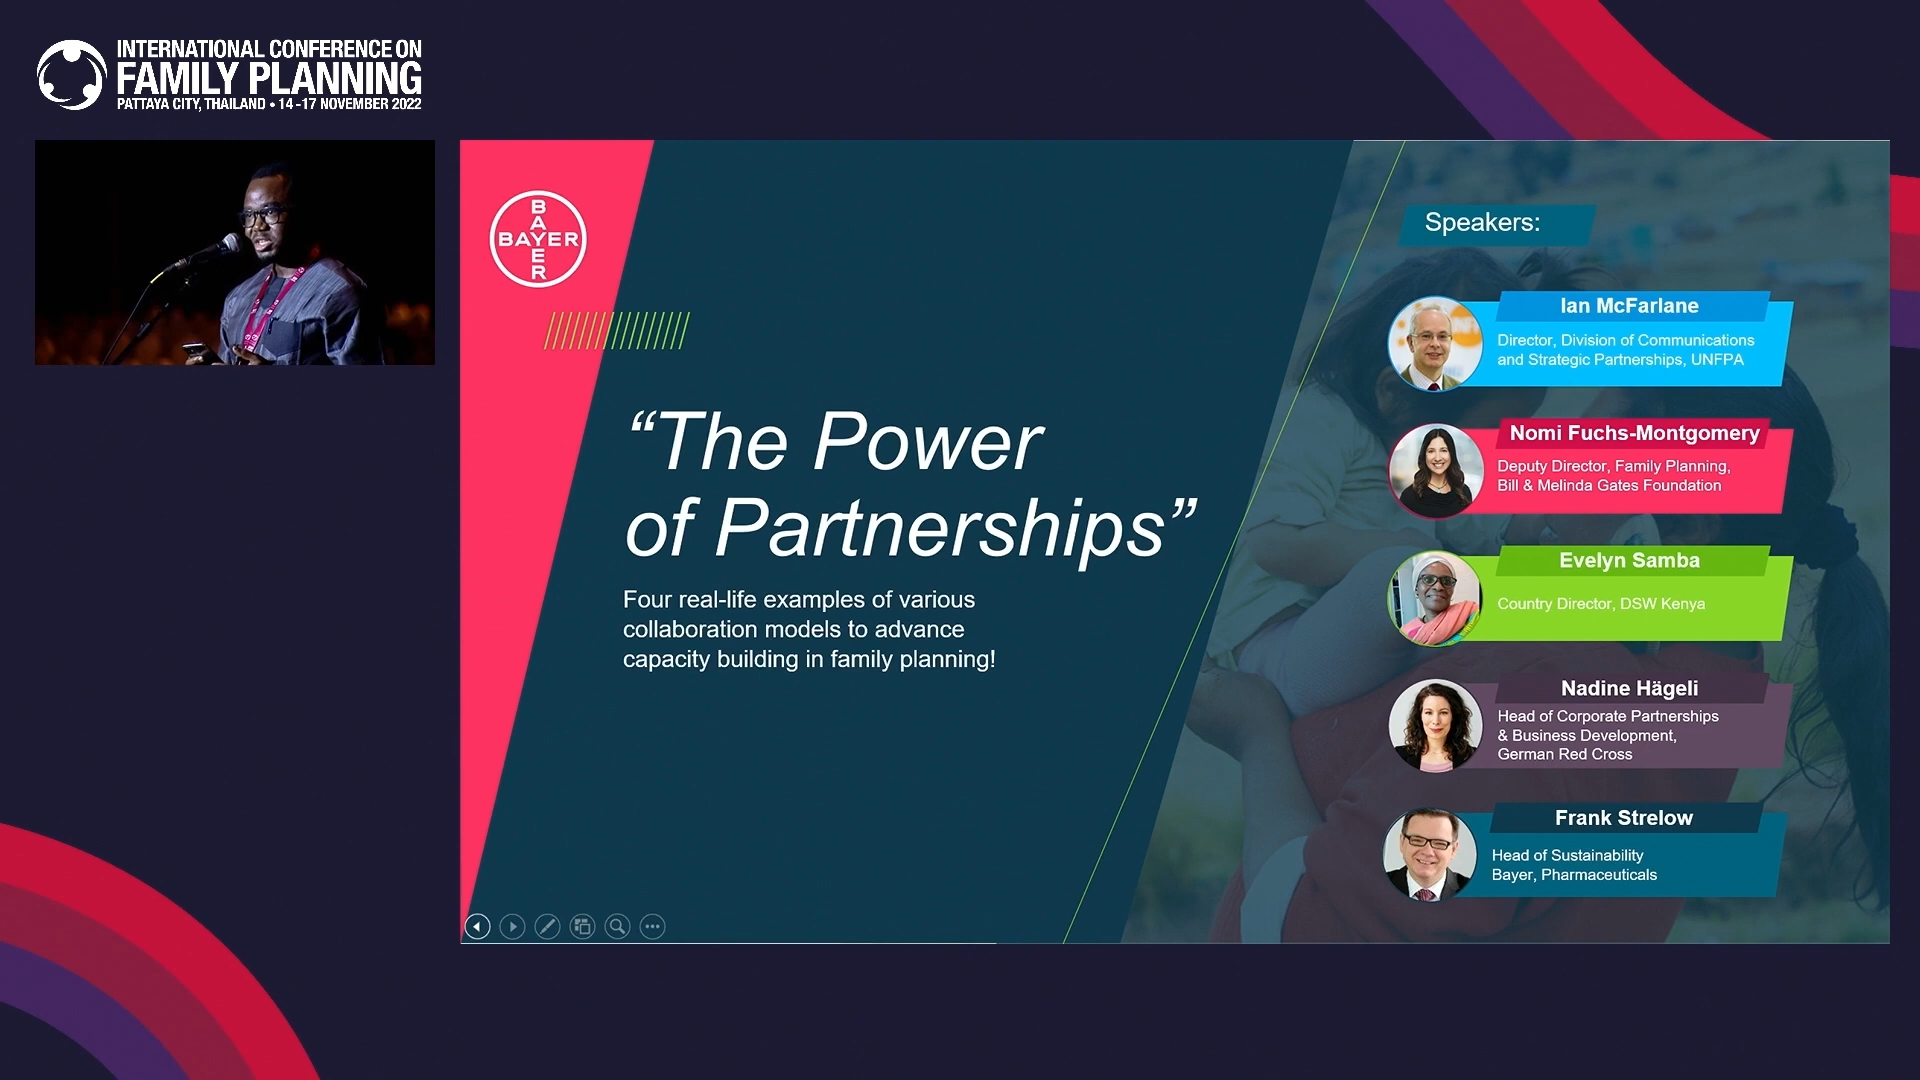 INTERNATIONAL CONFERENCE ON
FAMILY PLANNING
PATTAYA CITY, THAILAND • 14-17 NOVEMBER 2022
BAYER
BAYER
“The Power
of Partnerships”
Four real-life examples of various
collaboration models to advance
capacity building in family planning!
Speakers:
Ian McFarlane
Director, Division of Communications
and Strategic Partnerships, UNFPA
Nomi Fuchs-Montgomery
Deputy Director, Family Planning,
Bill & Melinda Gates Foundation
Evelyn Samba
Country Director, DSW Kenya
Nadine Hägeli
Head of Corporate Partnerships
& Business Development,
German Red Cross
Frank Strelow
Head of Sustainability
Bayer, Pharmaceuticals